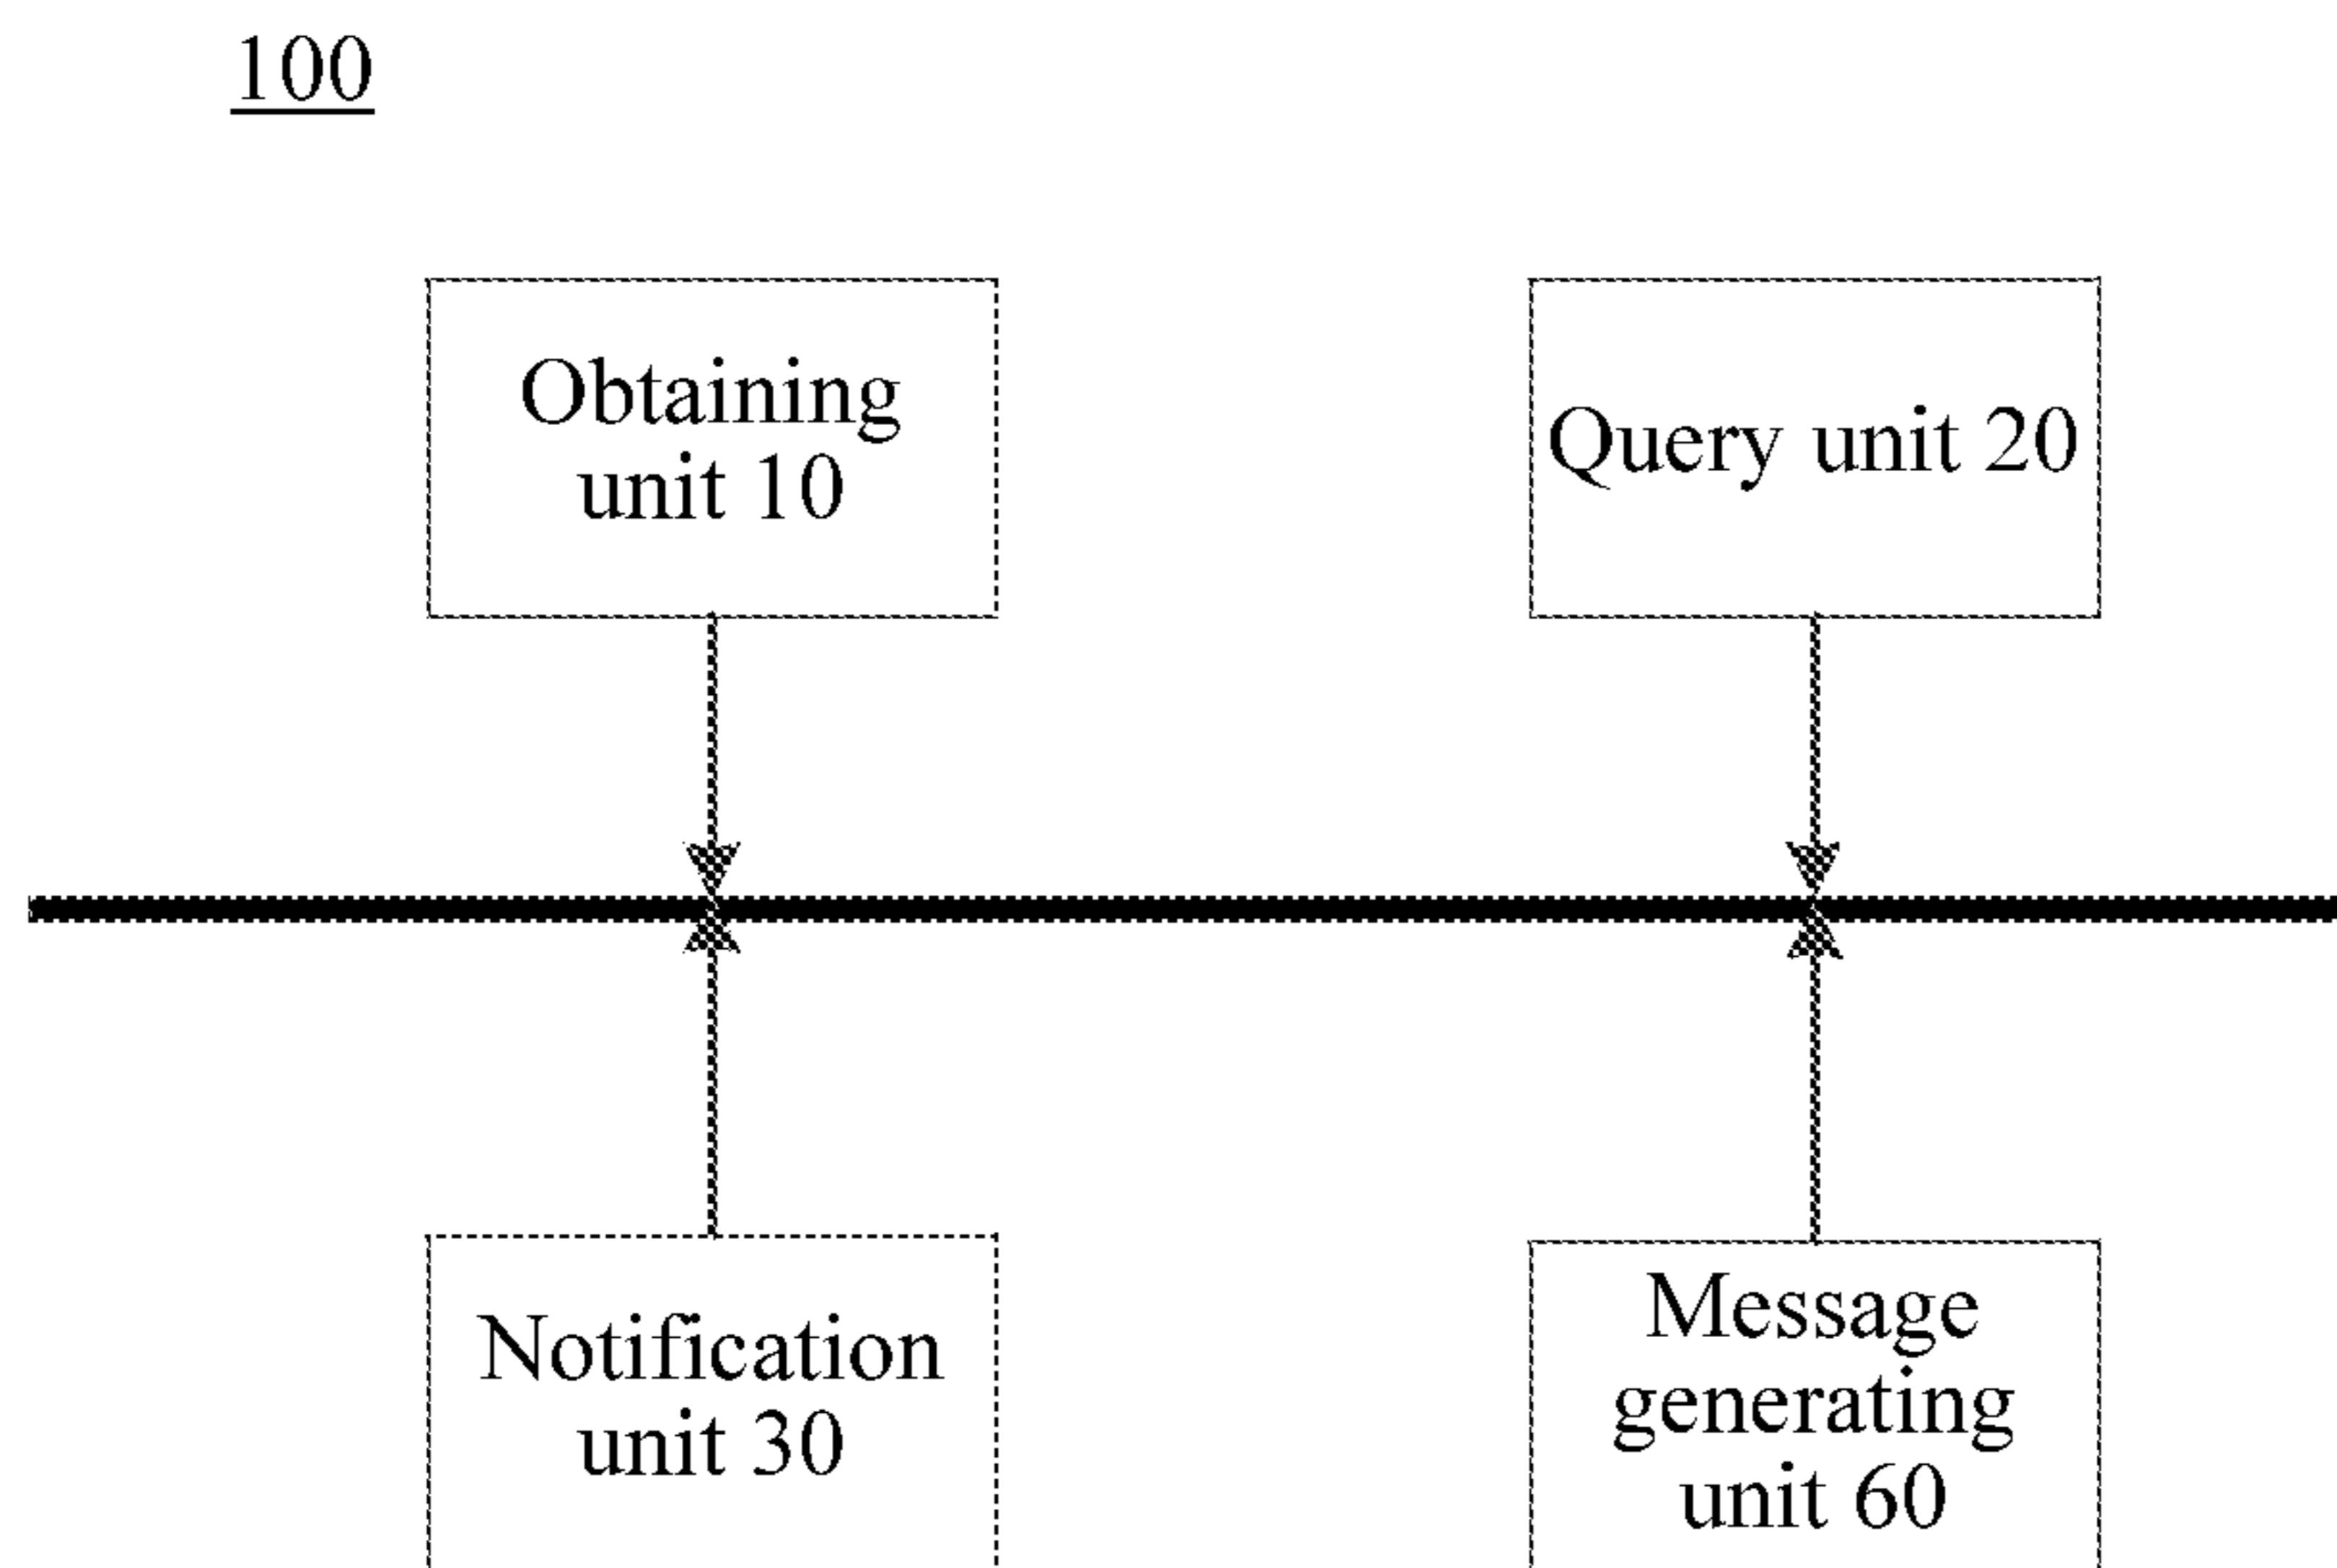 100
Obtaining
unit 10
Query unit 20
Notification
unit 30
Message
generating
unit 60